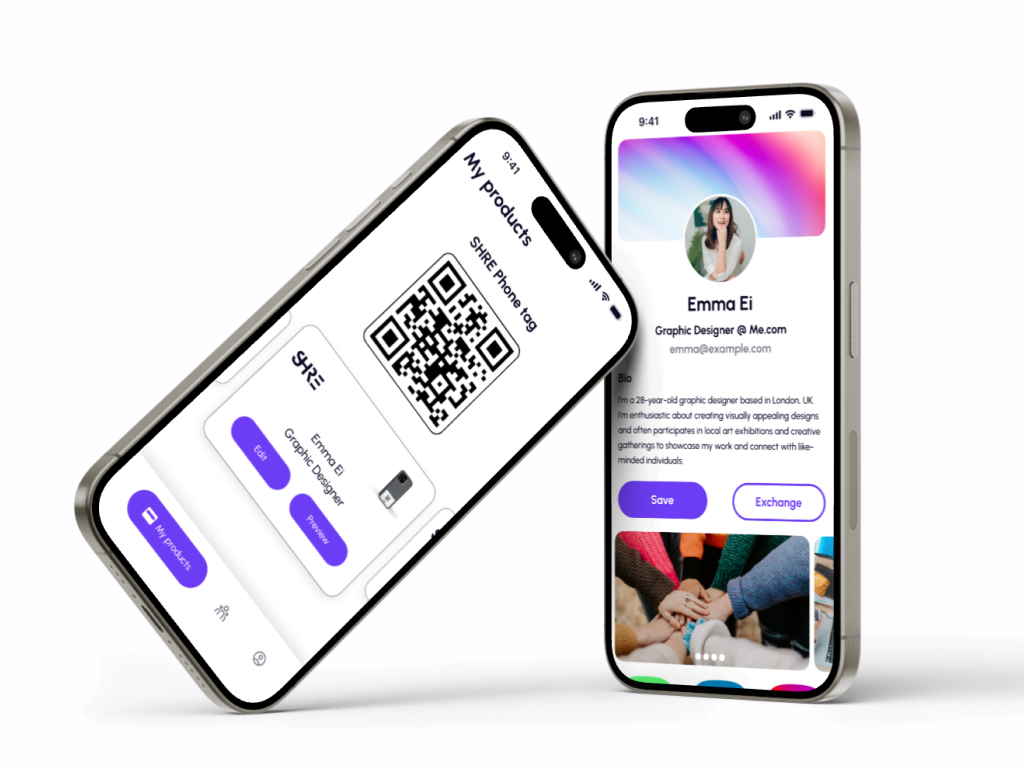 9:41
My products
SHRE Phone tag
SHRE
Emma Ei
Graphic Designer
Edit
Preview
My products
9:41
Emma Ei
Graphic Designer @ Me.com
emma@example.com
Bio
I'm a 28-year-old graphic designer based in London, UK.
I'm enthusiastic about creating visually appealing designs
and often participates in local art exhibitions and creative
gatherings to showcase my work and connect with like-
minded individuals.
Save
Exchange